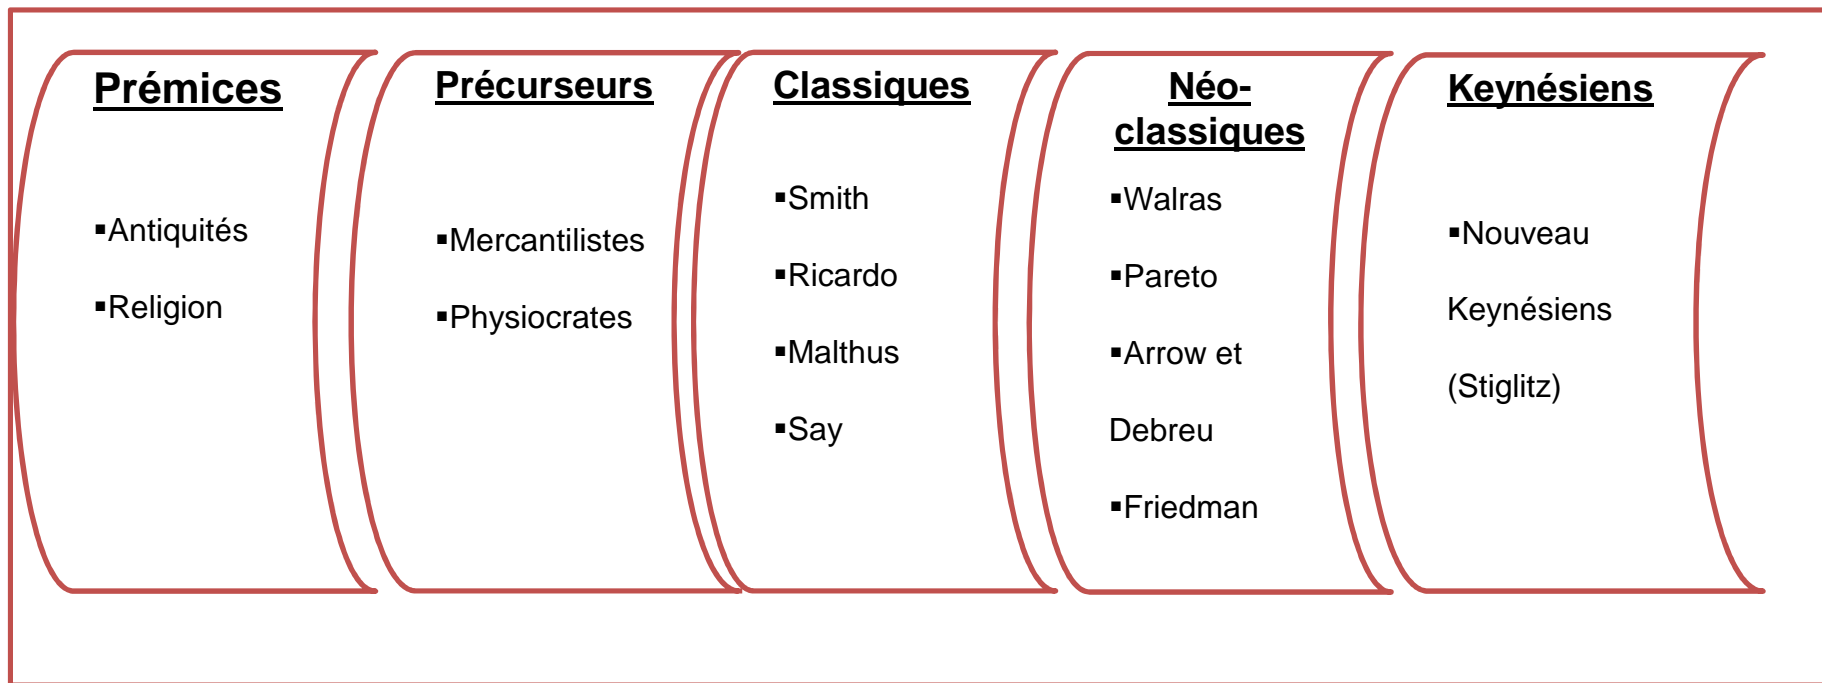 Prémices
▪Antiquités
▪Religion
Précurseurs
▪Mercantilistes
▪Physiocrates
Classiques
▪Smith
▪Ricardo
▪Malthus
▪Say
Néo-
classiques
▪Walras
▪Pareto
▪Arrow et
Debreu
▪Friedman
Keynésiens
▪Nouveau
Keynésiens
(Stiglitz)